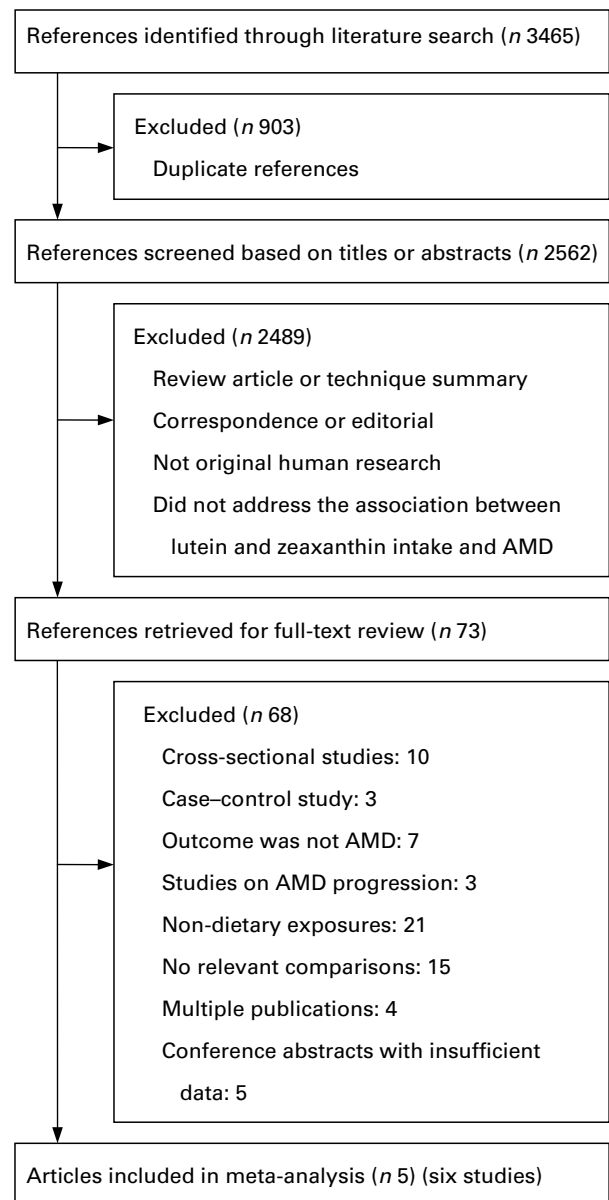 References identified through literature search (n 3465)
Excluded (n 903)
Duplicate references
References screened based on titles or abstracts (n 2562)
Excluded (n 2489)
Review article or technique summary
Correspondence or editorial
Not original human research
Did not address the association between
lutein and zeaxanthin intake and AMD
References retrieved for full-text review (n 73)
Excluded (n 68)
Cross-sectional studies: 10
Case–control study: 3
Outcome was not AMD: 7
Studies on AMD progression: 3
Non-dietary exposures: 21
No relevant comparisons: 15
Multiple publications: 4
Conference abstracts with insufficient
data: 5
Articles included in meta-analysis (n 5) (six studies)